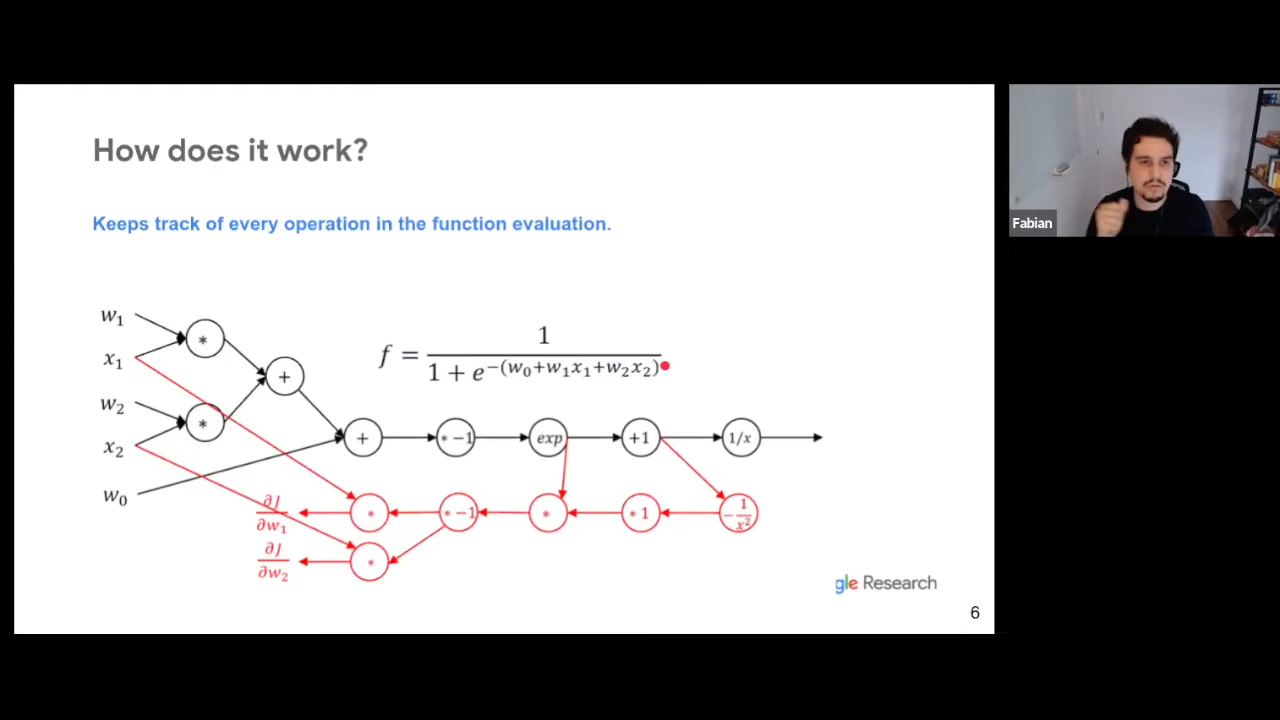 How does it work?
Keeps track of every operation in the function evaluation.
Fabian
w₁
x₁
w₂
x₂
w₀
f = 1 / (1 + e^−(w₀+w₁x₁+w₂x₂))
*
+
*
+ *−1 exp +1 1/x
∂J/∂w₁ * *−1 * *1 −1/x²
∂J/∂w₂ *
gle Research
6